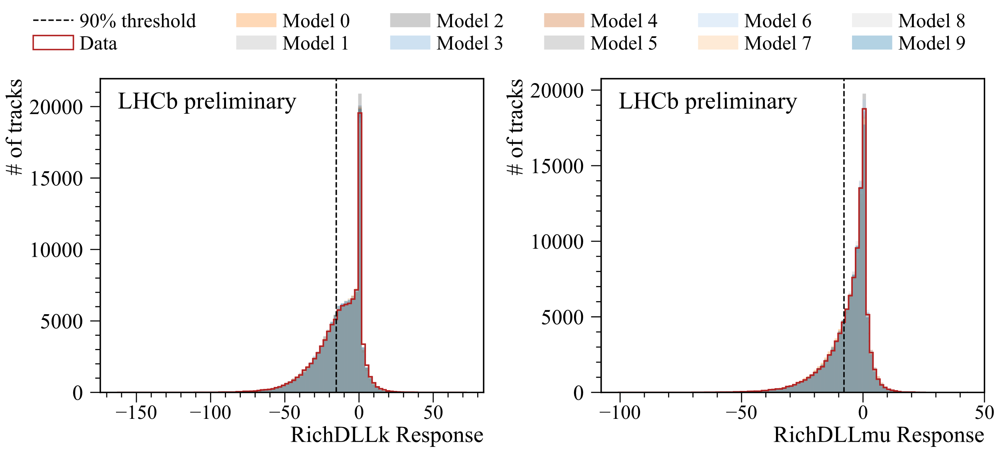 90% threshold
Data
Model 0
Model 1
Model 2
Model 3
Model 4
Model 5
Model 6
Model 7
Model 8
Model 9
# of tracks
LHCb preliminary
20000
15000
10000
5000
0
−150 −100 −50 0 50
RichDLLk Response
# of tracks
LHCb preliminary
20000
15000
10000
5000
0
−100 −50 0 50
RichDLLmu Response